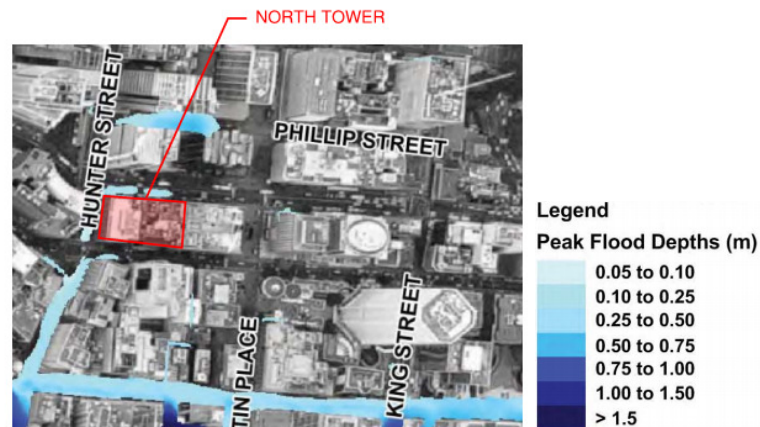 NORTH TOWER
HUNTER STREET
PHILLIP STREET
TIN PLACE
KING STREET
Legend
Peak Flood Depths (m)
0.05 to 0.10
0.10 to 0.25
0.25 to 0.50
0.50 to 0.75
0.75 to 1.00
1.00 to 1.50
> 1.5